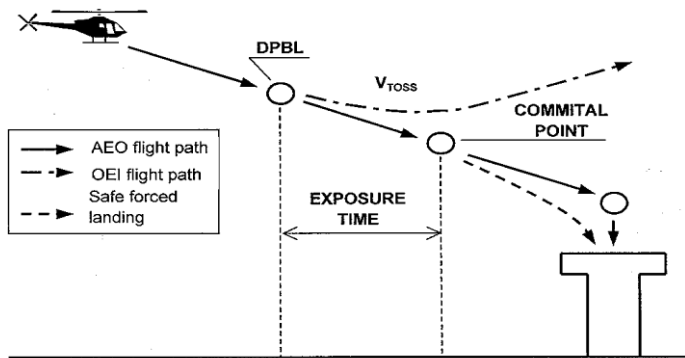 DPBL
VTOSS
COMMITAL
POINT
AEO flight path
OEI flight path
Safe forced
landing
EXPOSURE
TIME